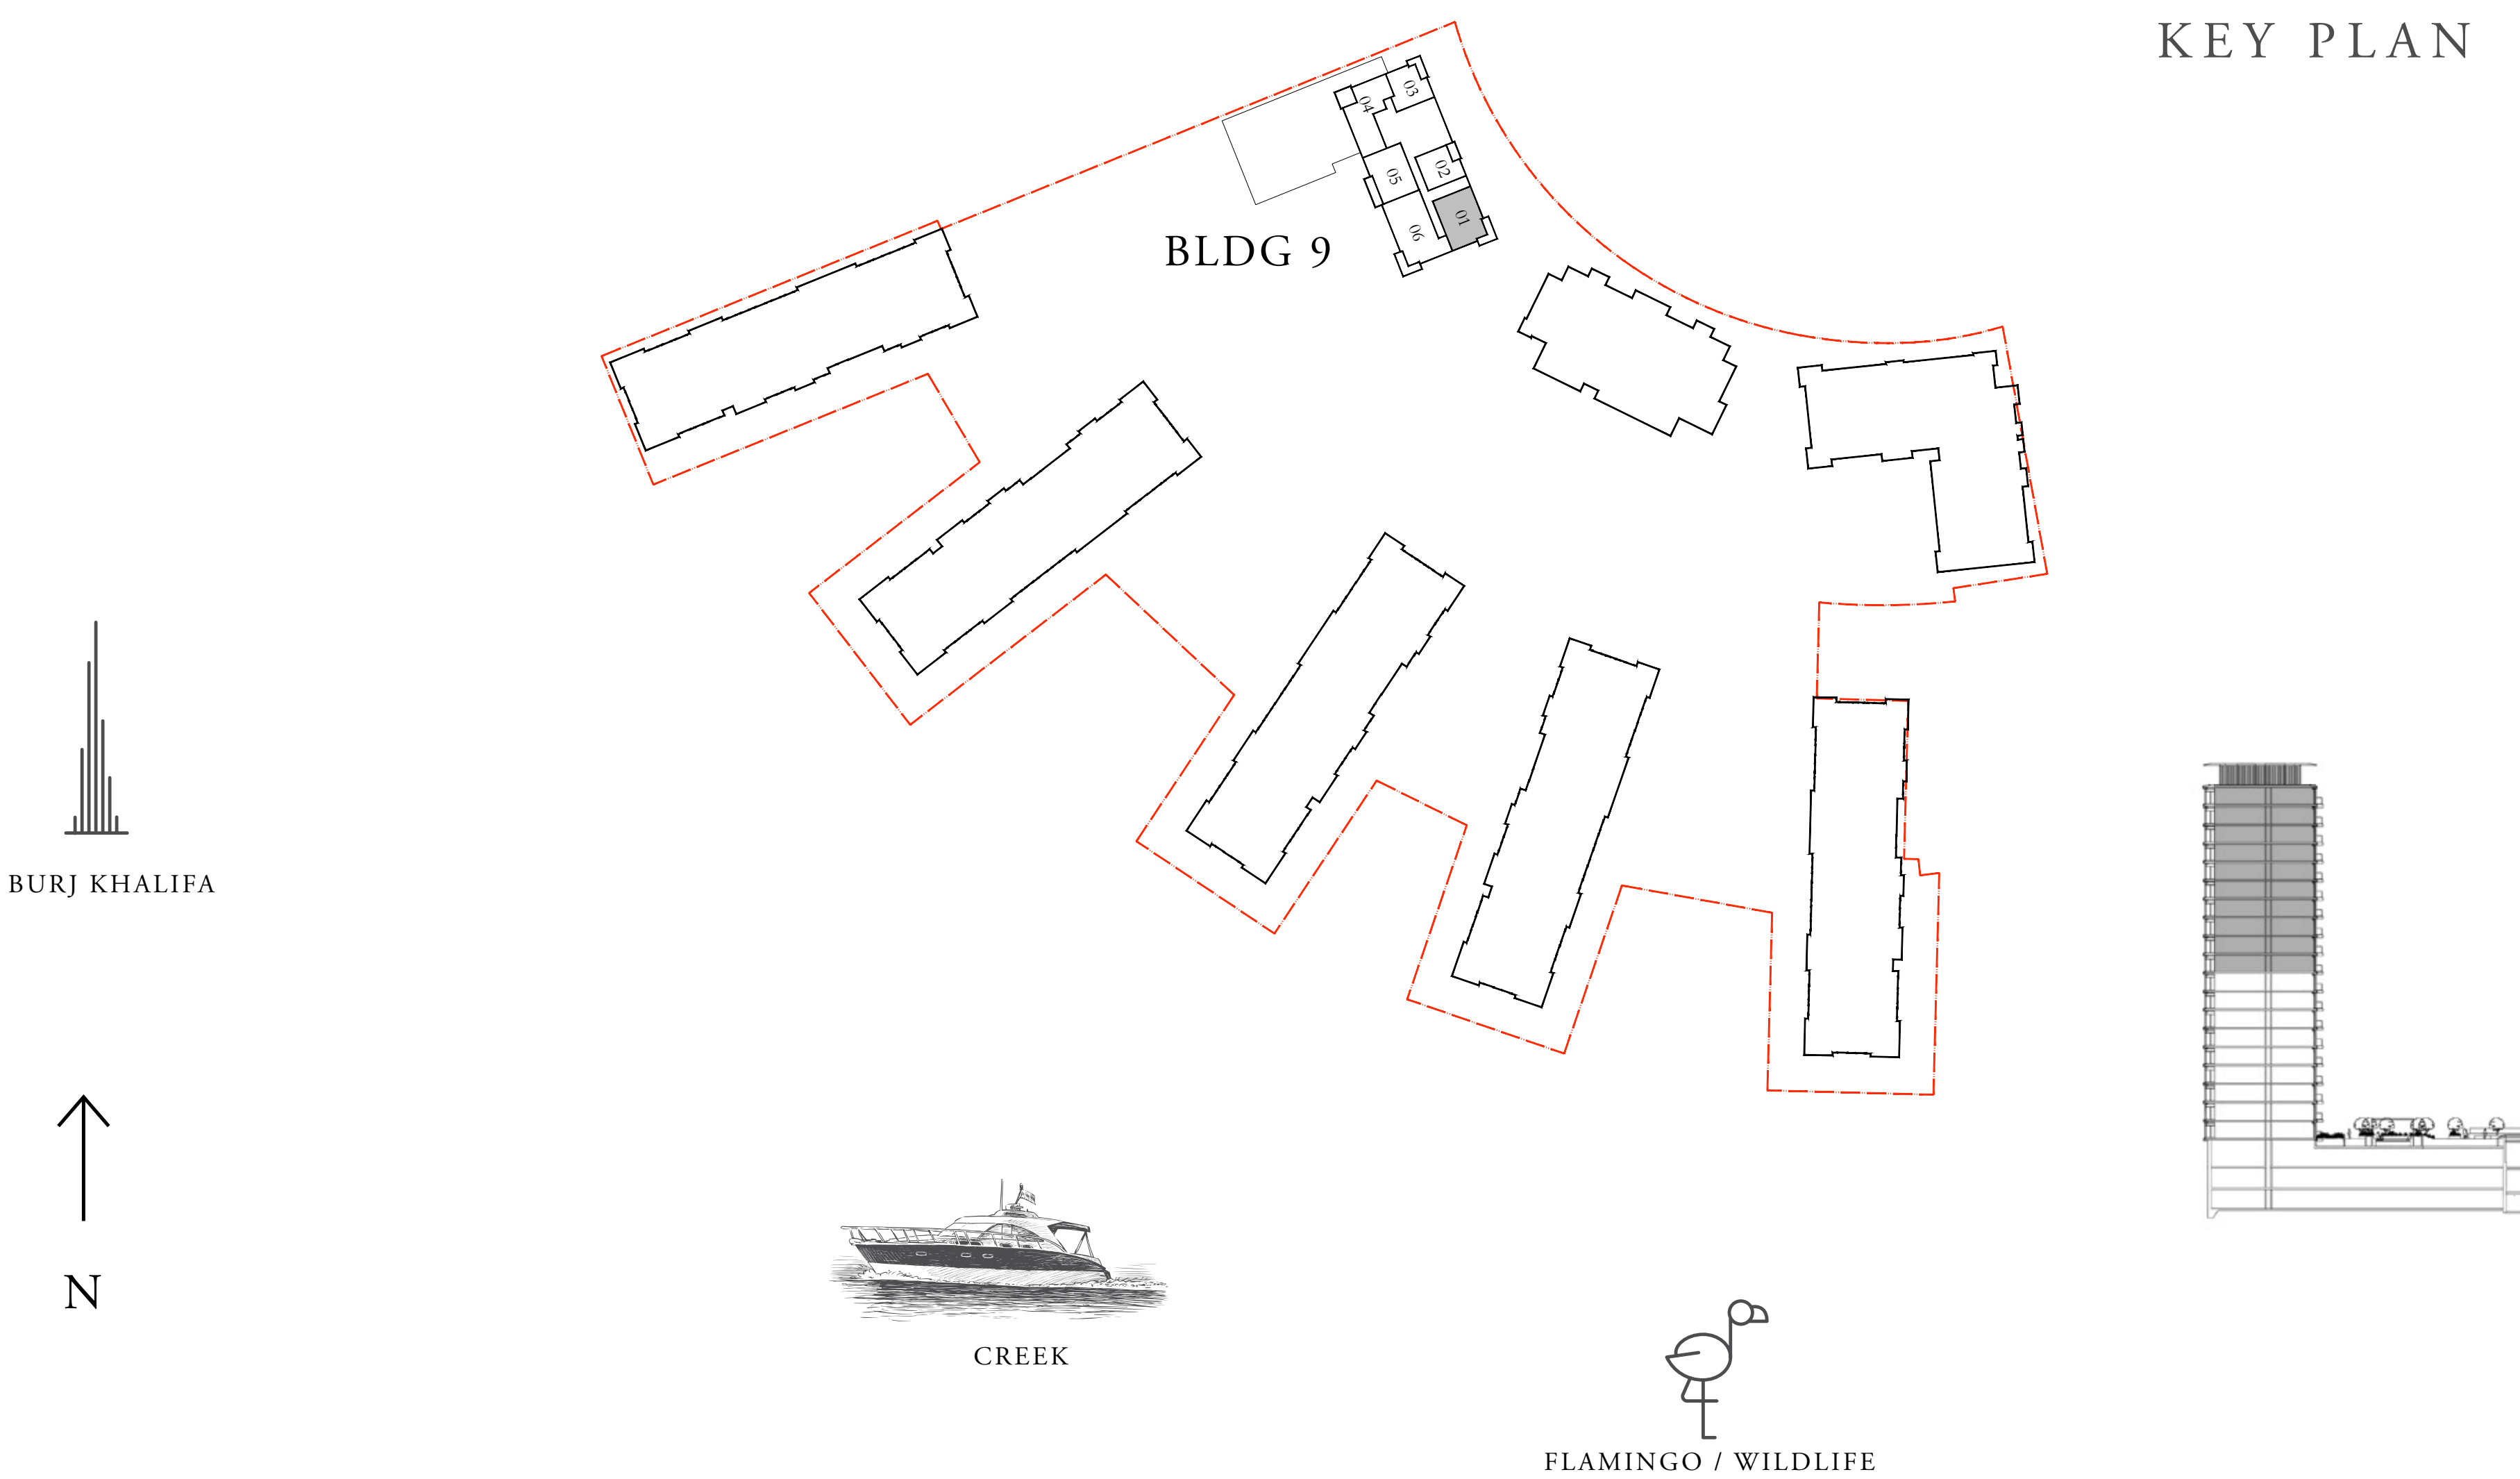 KEY PLAN
03
04
02
05
01
06
BLDG 9
BURJ KHALIFA
N
CREEK
FLAMINGO / WILDLIFE